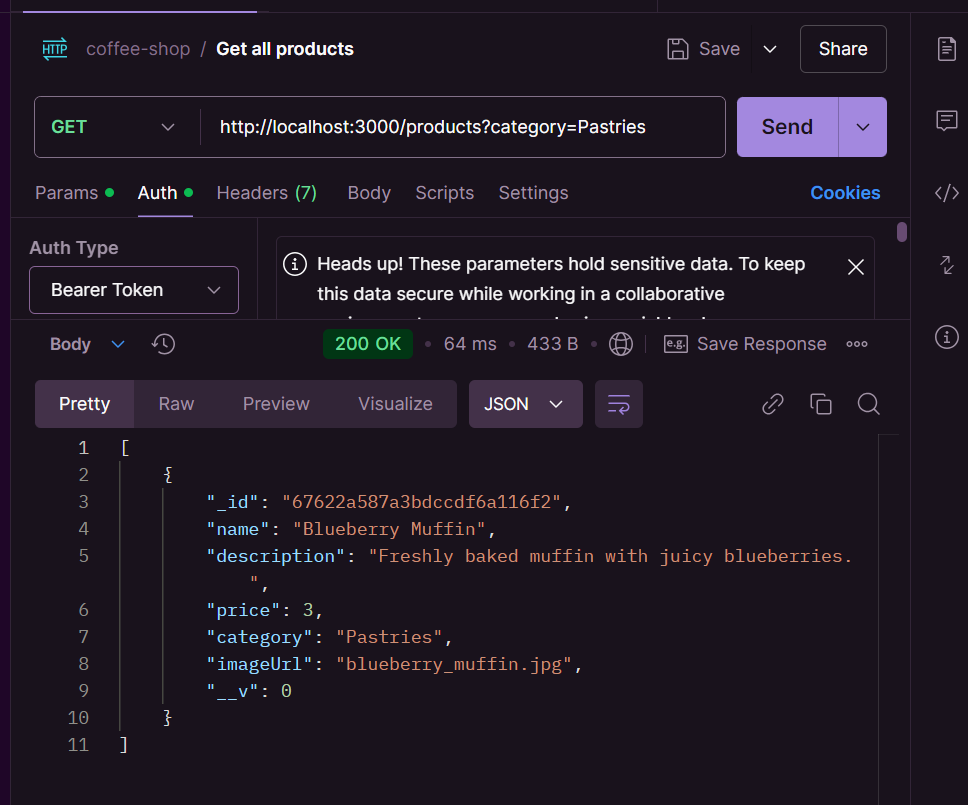 HTTP coffee-shop / Get all products Save Share
GET http://localhost:3000/products?category=Pastries Send
Params Auth Headers (7) Body Scripts Settings Cookies
Auth Type
Bearer Token
Heads up! These parameters hold sensitive data. To keep
this data secure while working in a collaborative
Body 200 OK • 64 ms • 433 B • e.g. Save Response
Pretty Raw Preview Visualize JSON
1 [
2 {
3 "_id": "67622a587a3bdccdf6a116f2",
4 "name": "Blueberry Muffin",
5 "description": "Freshly baked muffin with juicy blueberries.
",
6 "price": 3,
7 "category": "Pastries",
8 "imageUrl": "blueberry_muffin.jpg",
9 "__v": 0
10 }
11 ]